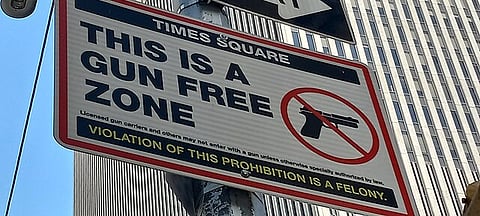 TIMES SQUARE
THIS IS A
GUN FREE
ZONE
Licensed gun carriers and others may not enter with a gun unless otherwise specially authorized by law.
VIOLATION OF THIS PROHIBITION IS A FELONY.